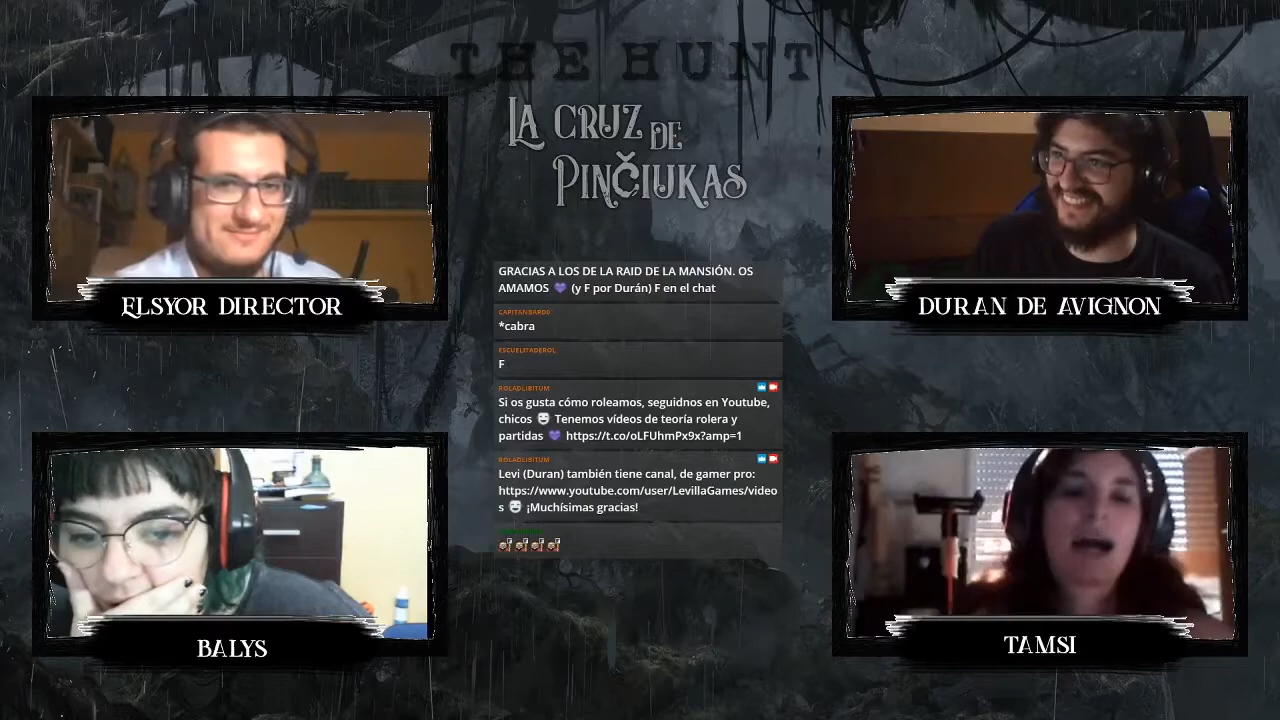 THE HUNT
LA CRUZ DE
PINČIUKAS
ELSYOR DIRECTOR
DURAN DE AVIGNON
GRACIAS A LOS DE LA RAID DE LA MANSIÓN. OS
AMAMOS 💜 (y F por Durán) F en el chat
CAPITANBARDO
*cabra
ESCUELITADEROL
F
ROLADLIBITUM
Si os gusta cómo roleamos, seguidnos en Youtube,
chicos Tenemos vídeos de teoría rolera y
partidas 💜 https://t.co/oLFUhmPx9x?amp=1
ROLADLIBITUM
Levi (Duran) también tiene canal, de gamer pro:
https://www.youtube.com/user/LevillaGames/video
s ¡Muchísimas gracias!
BALYS
TAMSI